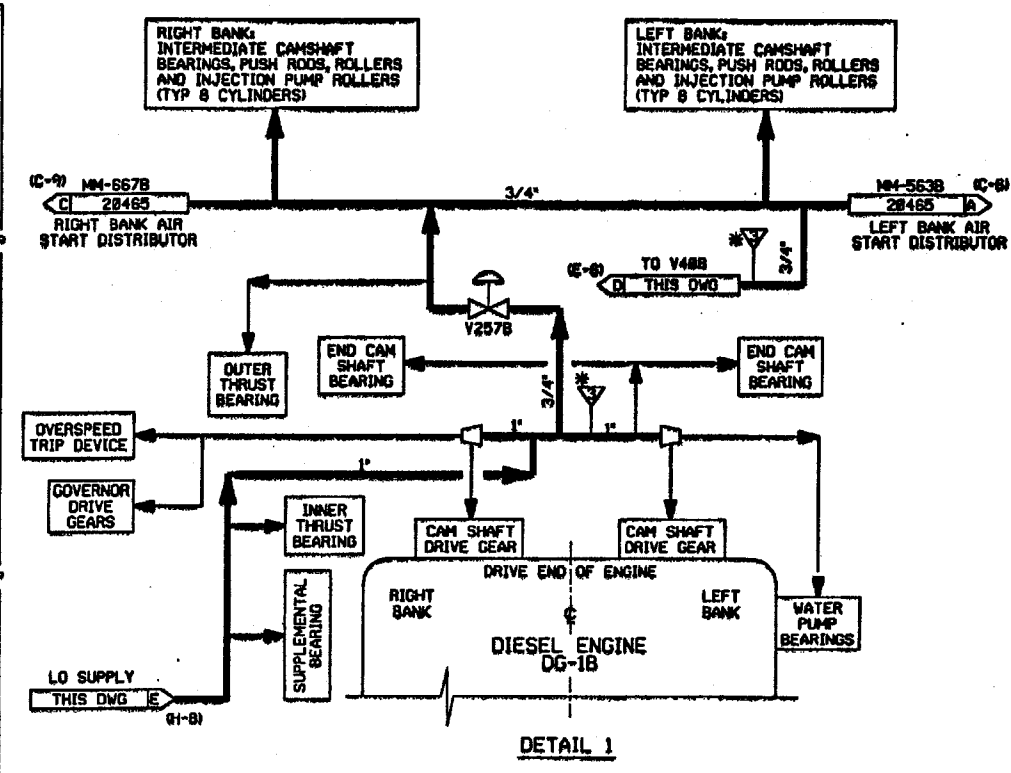 RIGHT BANK:
INTERMEDIATE CAMSHAFT
BEARINGS, PUSH RODS, ROLLERS
AND INJECTION PUMP ROLLERS
(TYP 8 CYLINDERS)
LEFT BANK:
INTERMEDIATE CAMSHAFT
BEARINGS, PUSH RODS, ROLLERS
AND INJECTION PUMP ROLLERS
(TYP 8 CYLINDERS)
(C-9)
MM-667B
C 20465
RIGHT BANK AIR
START DISTRIBUTOR
3/4"
MM-563B
(C-6)
20465 A
LEFT BANK AIR
START DISTRIBUTOR
* 3
3/4"
TO V40B
(E-6)
D THIS DWG
V257B
OUTER
THRUST
BEARING
END CAM
SHAFT
BEARING
3/4"
* 3
END CAM
SHAFT
BEARING
OVERSPEED
TRIP DEVICE
1"
1"
1"
GOVERNOR
DRIVE
GEARS
INNER
THRUST
BEARING
CAM SHAFT
DRIVE GEAR
CAM SHAFT
DRIVE GEAR
DRIVE END OF ENGINE
RIGHT
BANK
LEFT
BANK
WATER
PUMP
BEARINGS
SUPPLEMENTAL
BEARING
DIESEL ENGINE
DG-1B
LO SUPPLY
THIS DWG E
(H-8)
DETAIL 1